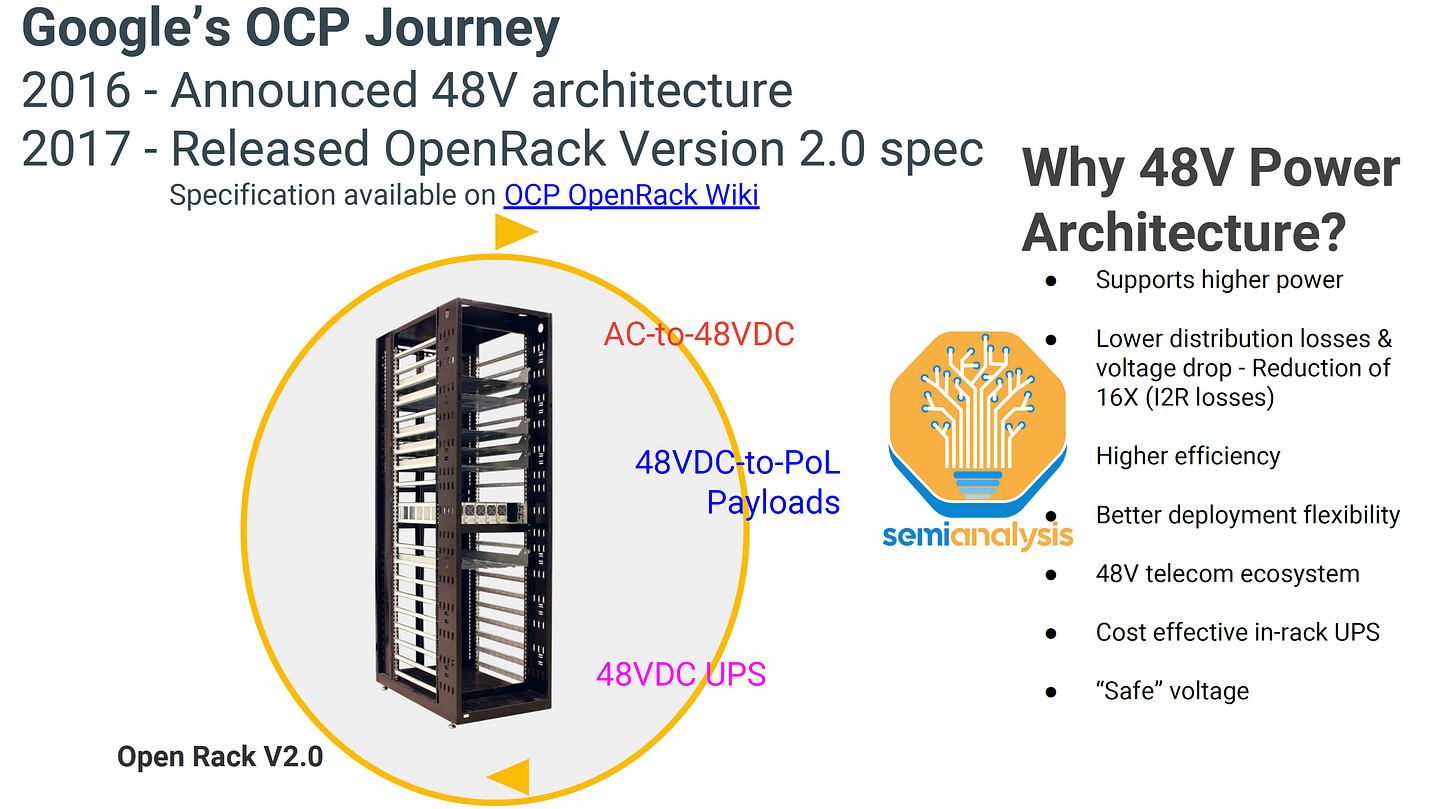 Google’s OCP Journey
2016 - Announced 48V architecture
2017 - Released OpenRack Version 2.0 spec
Specification available on OCP OpenRack Wiki
AC-to-48VDC
48VDC-to-PoL
Payloads
48VDC UPS
Open Rack V2.0
semianalysis
Why 48V Power
Architecture?
● Supports higher power
● Lower distribution losses &
voltage drop - Reduction of
16X (I2R losses)
Higher efficiency
● Better deployment flexibility
● 48V telecom ecosystem
● Cost effective in-rack UPS
● “Safe” voltage